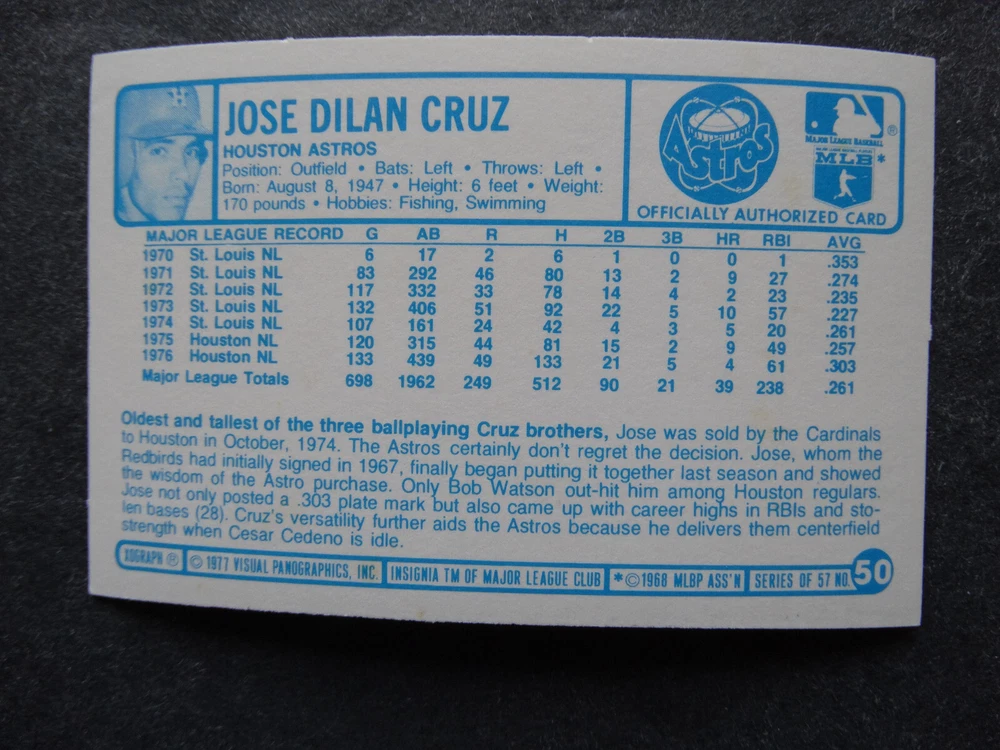 JOSE DILAN CRUZ
HOUSTON ASTROS
Position: Outfield • Bats: Left • Throws: Left •
Born: August 8, 1947 • Height: 6 feet • Weight:
170 pounds • Hobbies: Fishing, Swimming
H
Astros
MAJOR LEAGUE BASEBALL
®
MLB*
OFFICIALLY AUTHORIZED CARD
MAJOR LEAGUE RECORD G AB R H 2B 3B HR RBI AVG
1970 St. Louis NL 6 17 2 6 1 0 0 1 .353
1971 St. Louis NL 83 292 46 80 13 2 9 27 .274
1972 St. Louis NL 117 332 33 78 14 4 2 23 .235
1973 St. Louis NL 132 406 51 92 22 5 10 57 .227
1974 St. Louis NL 107 161 24 42 4 3 5 20 .261
1975 Houston NL 120 315 44 81 15 2 9 49 .257
1976 Houston NL 133 439 49 133 21 5 4 61 .303
Major League Totals 698 1962 249 512 90 21 39 238 .261
Oldest and tallest of the three ballplaying Cruz brothers, Jose was sold by the Cardinals
to Houston in October, 1974. The Astros certainly don't regret the decision. Jose, whom the
Redbirds had initially signed in 1967, finally began putting it together last season and showed
the wisdom of the Astro purchase. Only Bob Watson out-hit him among Houston regulars.
Jose not only posted a .303 plate mark but also came up with career highs in RBIs and sto-
len bases (28). Cruz's versatility further aids the Astros because he delivers them centerfield
strength when Cesar Cedeno is idle.
XOGRAPH ® © 1977 VISUAL PANOGRAPHICS, INC. INSIGNIA TM OF MAJOR LEAGUE CLUB *©1968 MLBP ASS'N SERIES OF 57 NO. 50